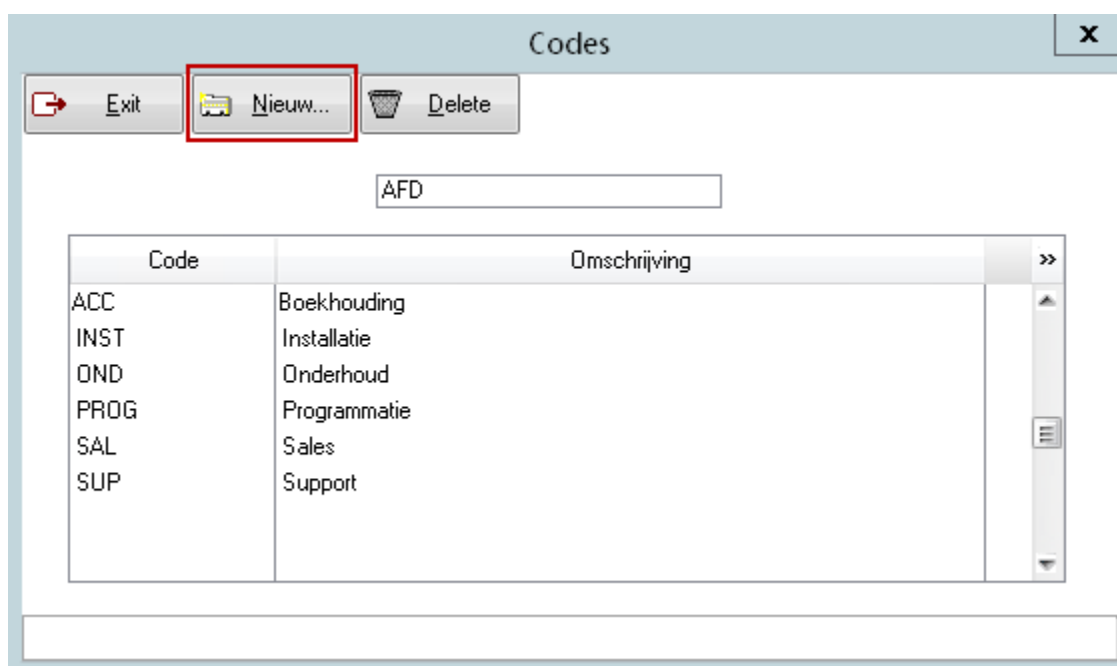 Codes x
Exit Nieuw... Delete
AFD
Code Omschrijving »
ACC Boekhouding
INST Installatie
OND Onderhoud
PROG Programmatie
SAL Sales
SUP Support